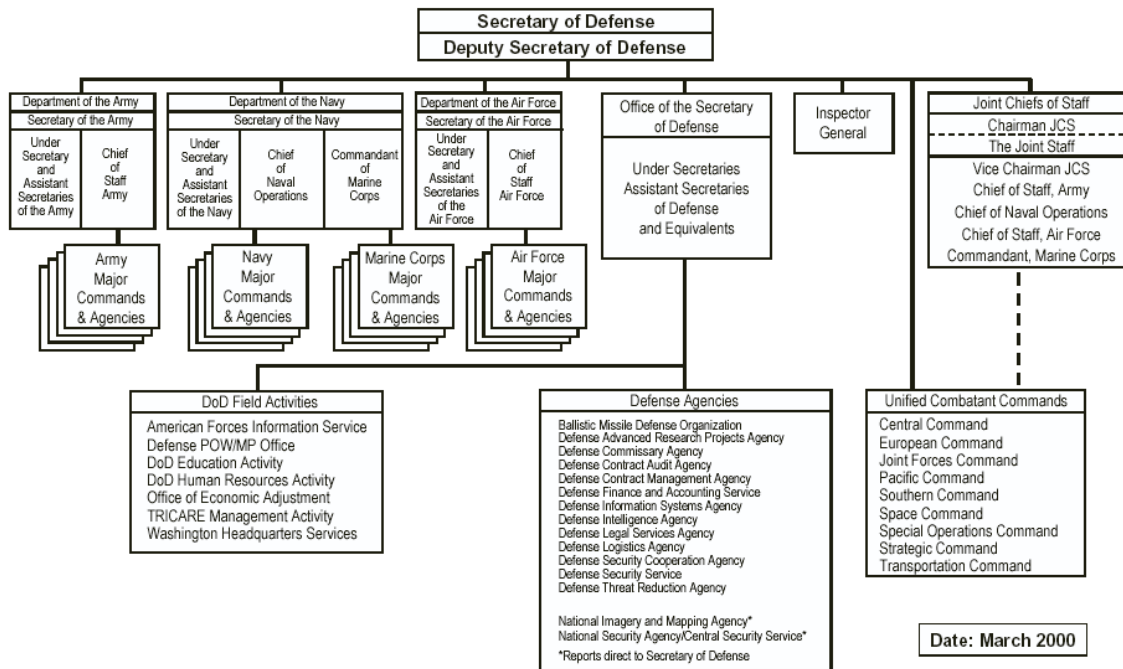 Secretary of Defense
Deputy Secretary of Defense
Department of the Army
Secretary of the Army
Under
Secretary
and
Assistant
Secretaries
of the Army
Chief
of
Staff
Army
Department of the Navy
Secretary of the Navy
Under
Secretary
and
Assistant
Secretaries
of the Navy
Chief
of
Naval
Operations
Commandant
of
Marine
Corps
Department of the Air Force
Secretary of the Air Force
Under
Secretary
and
Assistant
Secretaries
of the
Air Force
Chief
of
Staff
Air Force
Office of the Secretary
of Defense
Under Secretaries
Assistant Secretaries
of Defense
and Equivalents
Inspector
General
Joint Chiefs of Staff
Chairman JCS
The Joint Staff
Vice Chairman JCS
Chief of Staff, Army
Chief of Naval Operations
Chief of Staff, Air Force
Commandant, Marine Corps
Army
Major
Commands
& Agencies
Navy
Major
Commands
& Agencies
Marine Corps
Major
Commands
& Agencies
Air Force
Major
Commands
& Agencies
DoD Field Activities
American Forces Information Service
Defense POW/MP Office
DoD Education Activity
DoD Human Resources Activity
Office of Economic Adjustment
TRICARE Management Activity
Washington Headquarters Services
Defense Agencies
Ballistic Missile Defense Organization
Defense Advanced Research Projects Agency
Defense Commissary Agency
Defense Contract Audit Agency
Defense Contract Management Agency
Defense Finance and Accounting Service
Defense Information Systems Agency
Defense Intelligence Agency
Defense Legal Services Agency
Defense Logistics Agency
Defense Security Cooperation Agency
Defense Security Service
Defense Threat Reduction Agency
National Imagery and Mapping Agency*
National Security Agency/Central Security Service*
*Reports direct to Secretary of Defense
Unified Combatant Commands
Central Command
European Command
Joint Forces Command
Pacific Command
Southern Command
Space Command
Special Operations Command
Strategic Command
Transportation Command
Date: March 2000